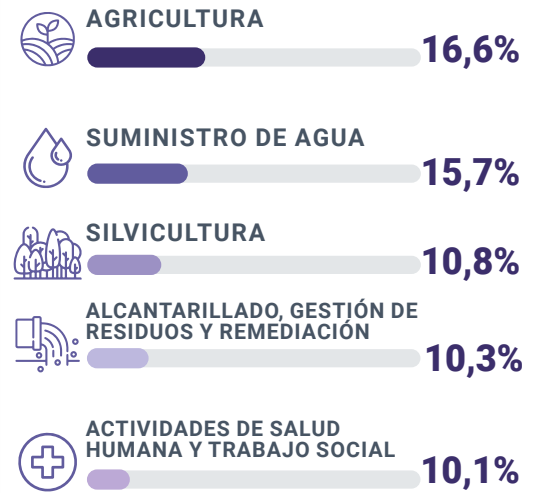 AGRICULTURA
16,6%
SUMINISTRO DE AGUA
15,7%
SILVICULTURA
10,8%
ALCANTARILLADO, GESTIÓN DE
RESIDUOS Y REMEDIACIÓN
10,3%
ACTIVIDADES DE SALUD
HUMANA Y TRABAJO SOCIAL
10,1%